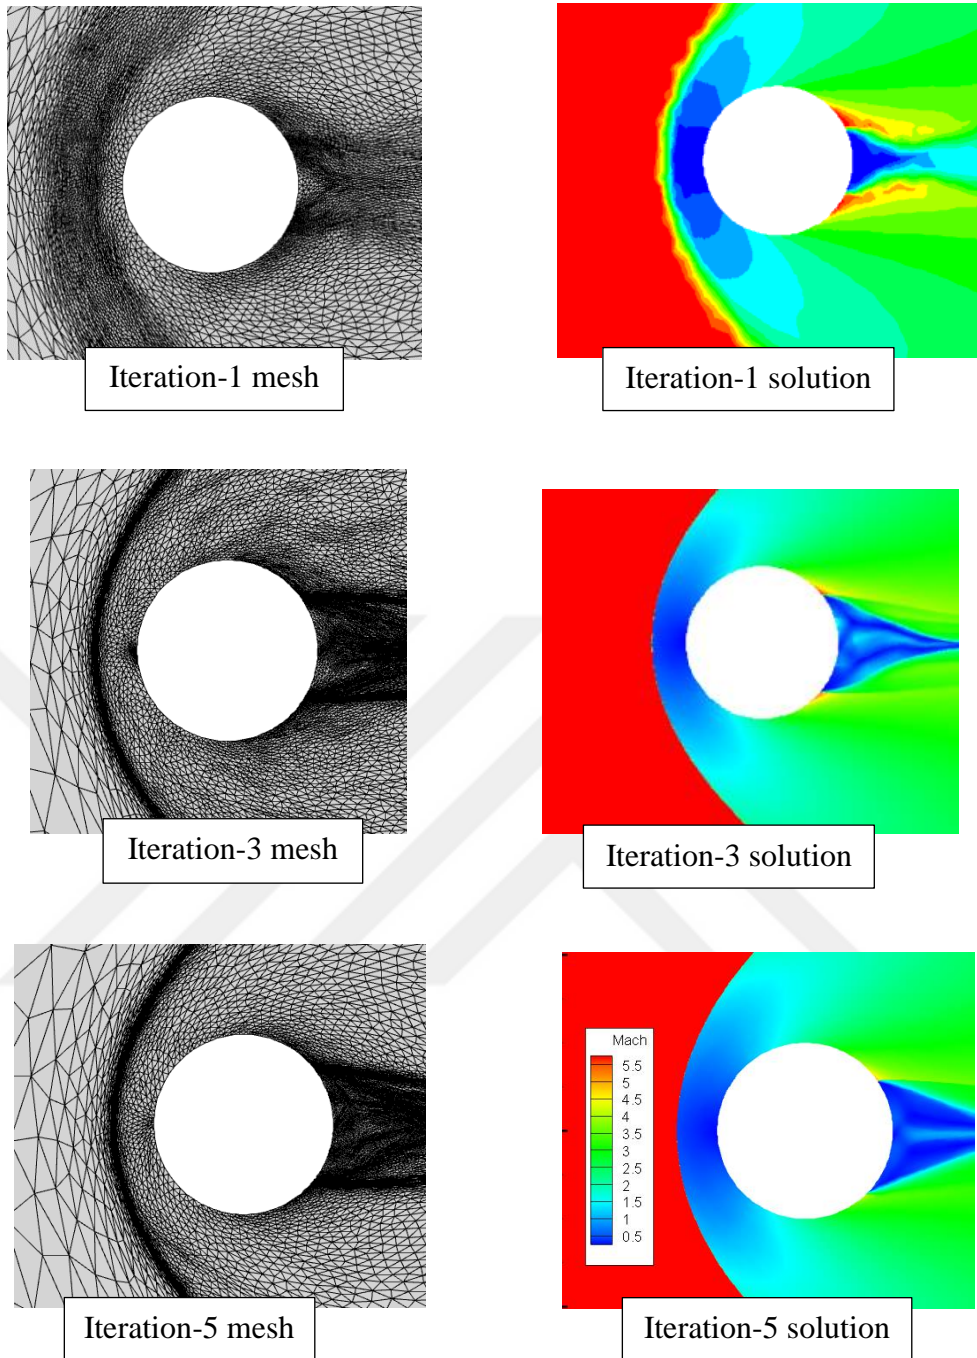 Iteration-1 mesh
Iteration-1 solution
Iteration-3 mesh
Iteration-3 solution
Mach
5.5
5
4.5
4
3.5
3
2.5
2
1.5
1
0.5
Iteration-5 mesh
Iteration-5 solution